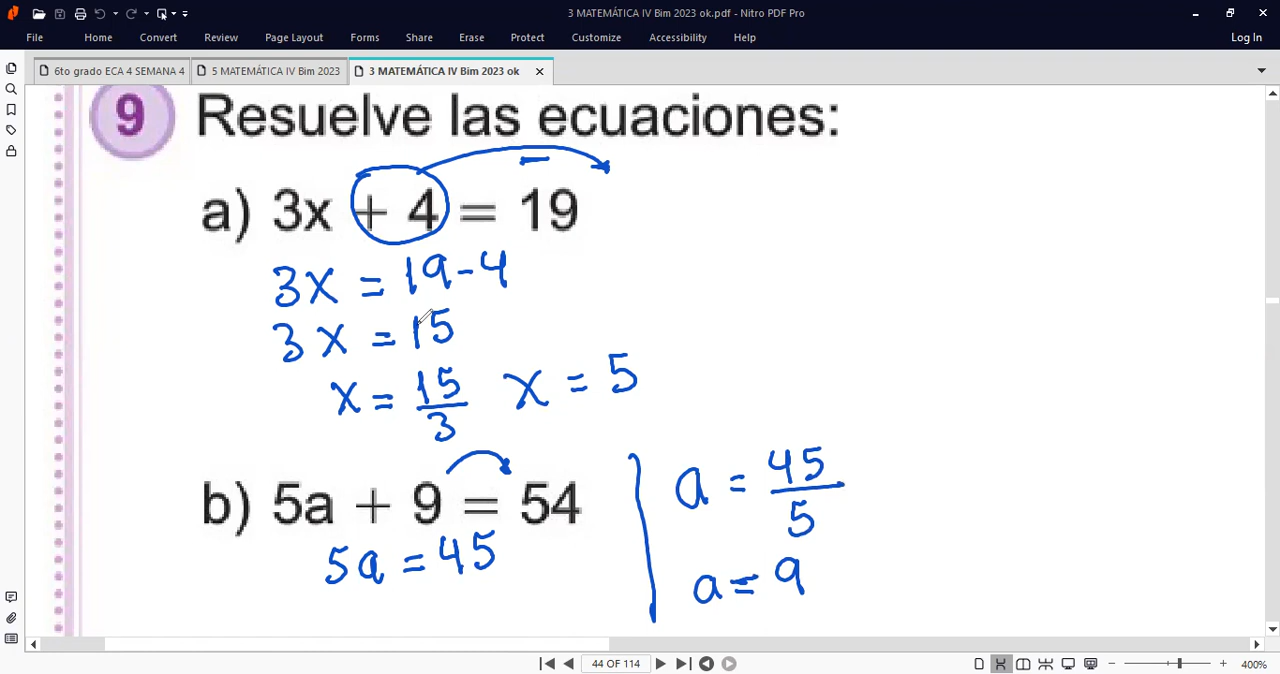 3 MATEMÁTICA IV Bim 2023 ok.pdf - Nitro PDF Pro
File Home Convert Review Page Layout Forms Share Erase Protect Customize Accessibility Help Log In
6to grado ECA 4 SEMANA 4 5 MATEMÁTICA IV Bim 2023 3 MATEMÁTICA IV Bim 2023 ok
9 Resuelve las ecuaciones:
a) 3x + 4 = 19
3x = 19 - 4
3x = 15
x = 15/3 x = 5
b) 5a + 9 = 54
5a = 45
a = 45/5
a = 9
44 OF 114 400%